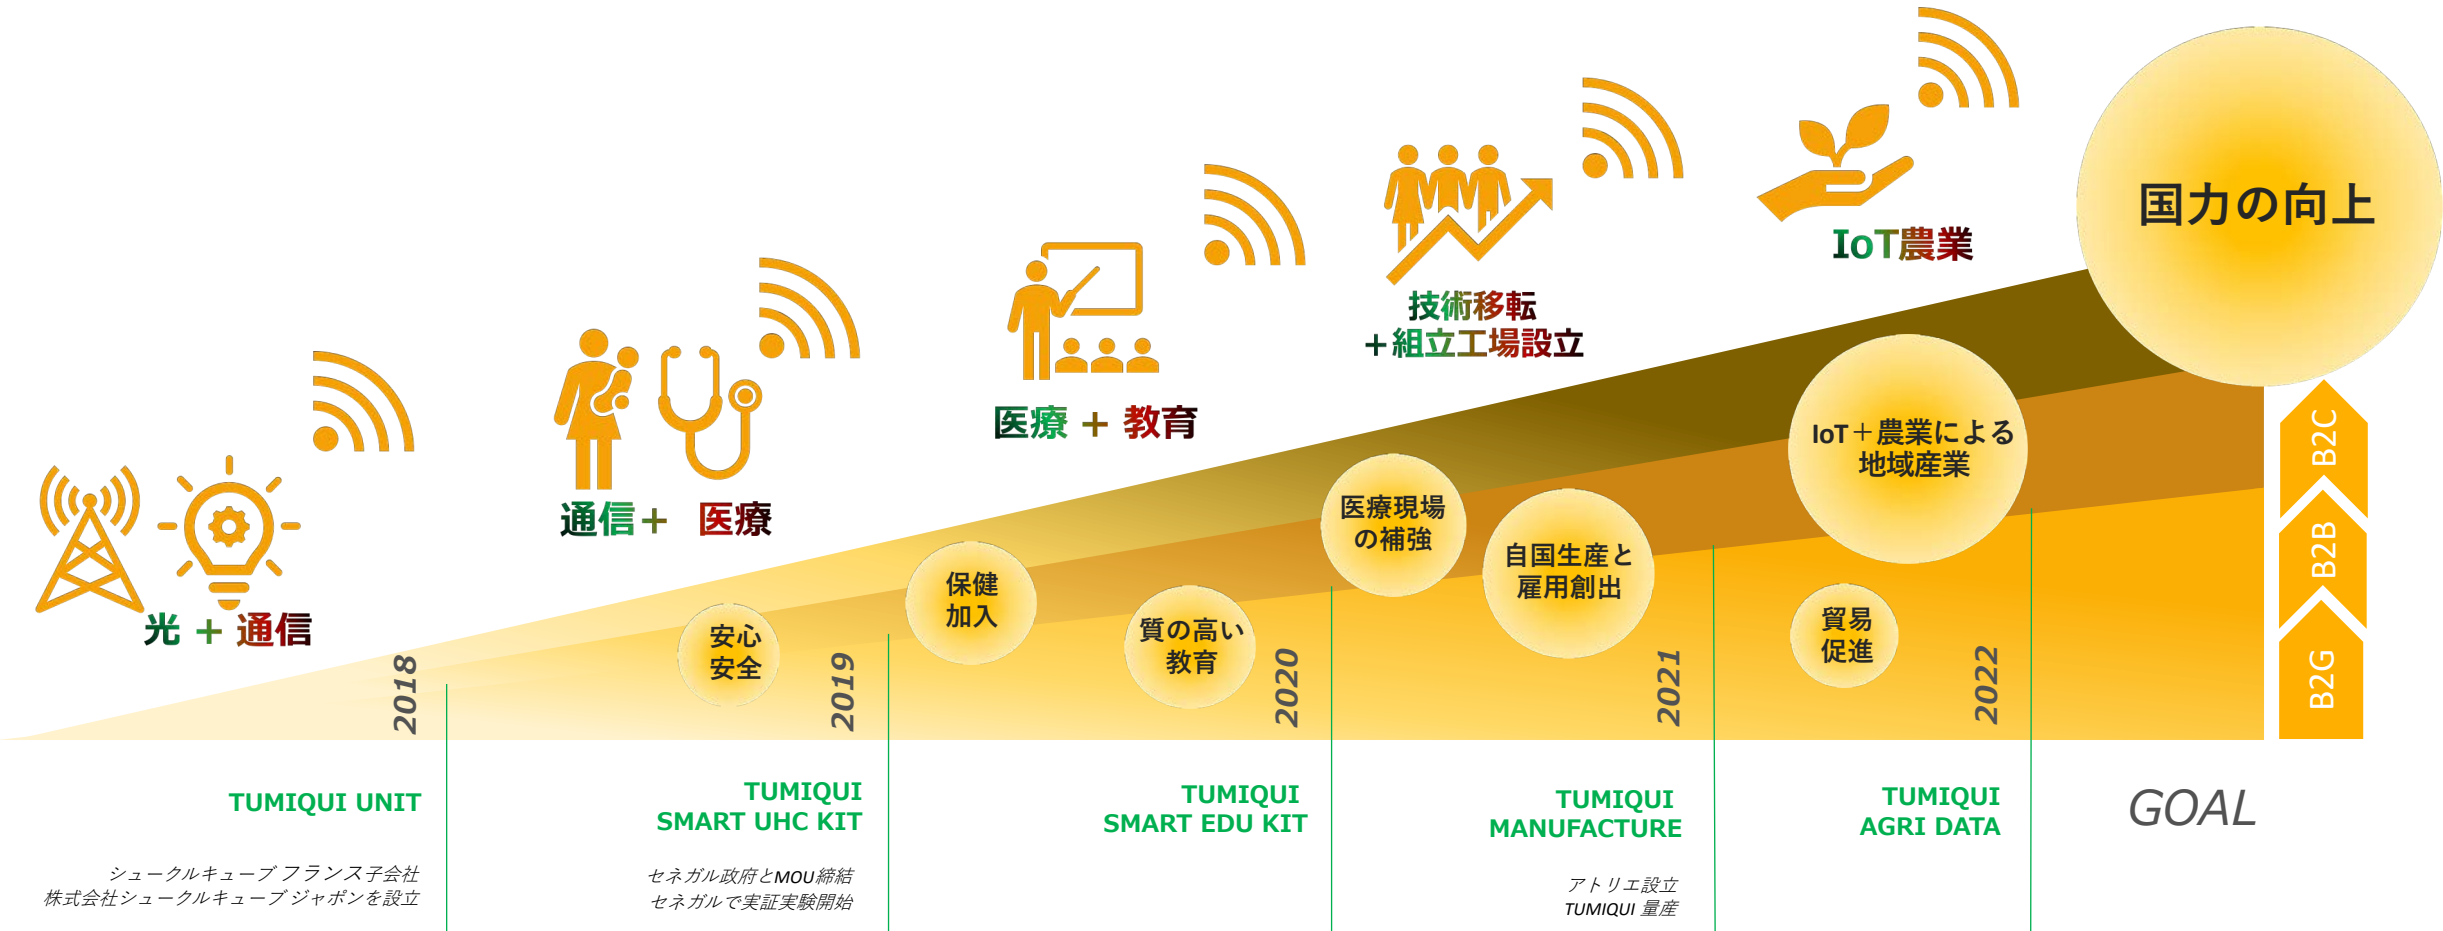 国力の向上
IoT農業
技術移転
＋組立工場設立
医療 + 教育
通信+ 医療
光 + 通信
IoT＋農業による
地域産業
医療現場
の補強
自国生産と
雇用創出
保健
加入
質の高い
教育
安心
安全
貿易
促進
B2C
B2B
B2G
2018
2019
2020
2021
2022
TUMIQUI UNIT
シュークルキューブ フランス子会社
株式会社シュークルキューブ ジャポンを設立
TUMIQUI
SMART UHC KIT
セネガル政府とMOU締結
セネガルで実証実験開始
TUMIQUI
SMART EDU KIT
TUMIQUI
MANUFACTURE
アトリエ設立
TUMIQUI 量産
TUMIQUI
AGRI DATA
GOAL